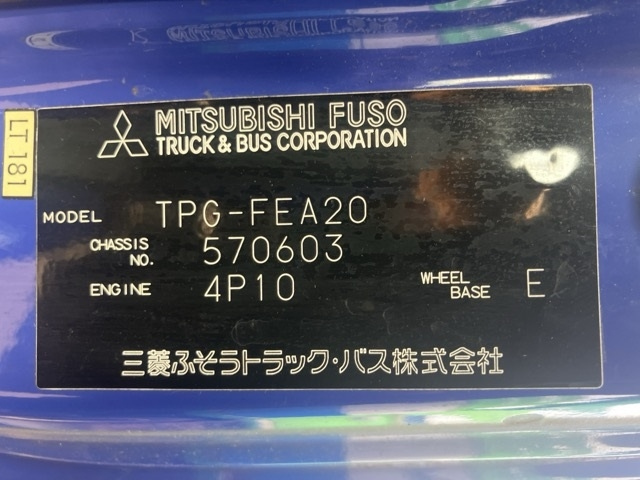 MITSUBISHI FUSO
TRUCK & BUS CORPORATION
LT 181
MODEL TPG-FEA20
CHASSIS NO. 570603
ENGINE 4P10 WHEEL BASE E
三菱ふそうトラック・バス株式会社